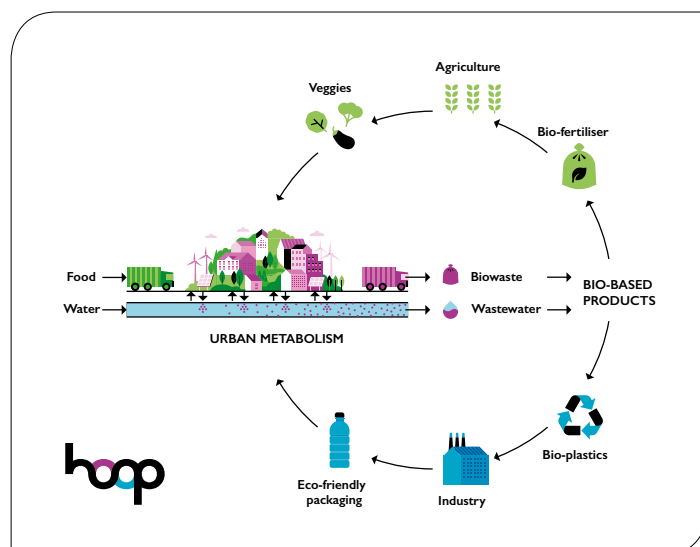 Agriculture
Veggies
Bio-fertiliser
Food
Biowaste
BIO-BASED
PRODUCTS
Water
Wastewater
URBAN METABOLISM
Bio-plastics
Eco-friendly
packaging
Industry
hoop